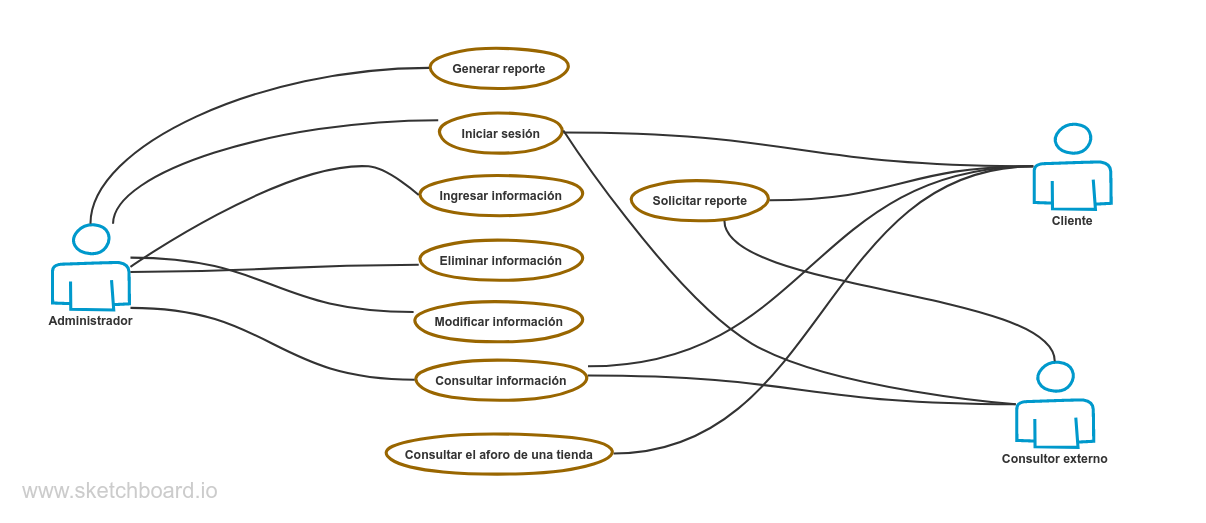 Generar reporte
Iniciar sesión
Ingresar información
Solicitar reporte
Cliente
Eliminar información
Administrador
Modificar información
Consultar información
Consultar el aforo de una tienda
Consultor externo
www.sketchboard.io